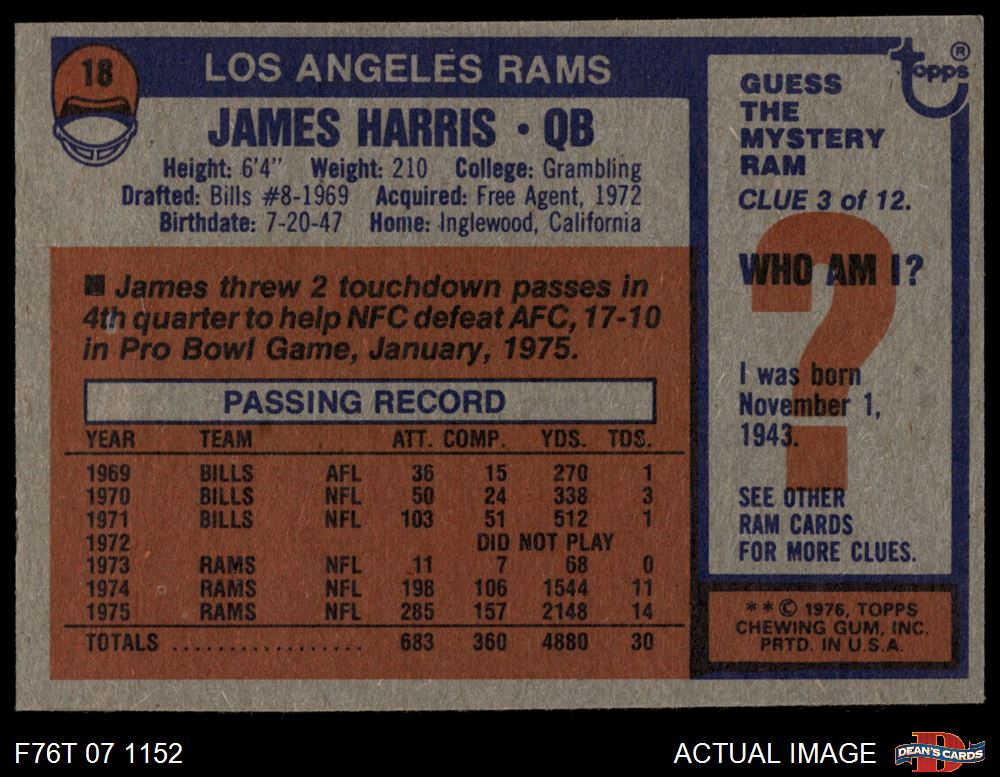 18
LOS ANGELES RAMS
JAMES HARRIS • QB
Height: 6'4" Weight: 210 College: Grambling
Drafted: Bills #8-1969 Acquired: Free Agent, 1972
Birthdate: 7-20-47 Home: Inglewood, California
■ James threw 2 touchdown passes in
4th quarter to help NFC defeat AFC, 17-10
in Pro Bowl Game, January, 1975.
PASSING RECORD
YEAR TEAM ATT. COMP. YDS. TDS.
1969 BILLS AFL 36 15 270 1
1970 BILLS NFL 50 24 338 3
1971 BILLS NFL 103 51 512 1
1972 DID NOT PLAY
1973 RAMS NFL 11 7 68 0
1974 RAMS NFL 198 106 1544 11
1975 RAMS NFL 285 157 2148 14
TOTALS .................. 683 360 4880 30
topps®
GUESS
THE
MYSTERY
RAM
CLUE 3 of 12.
?
WHO AM I?
I was born
November 1,
1943.
SEE OTHER
RAM CARDS
FOR MORE CLUES.
**© 1976, TOPPS
CHEWING GUM, INC.
PRTD. IN U.S.A.
F76T 07 1152
ACTUAL IMAGE
D
DEAN'S CARDS